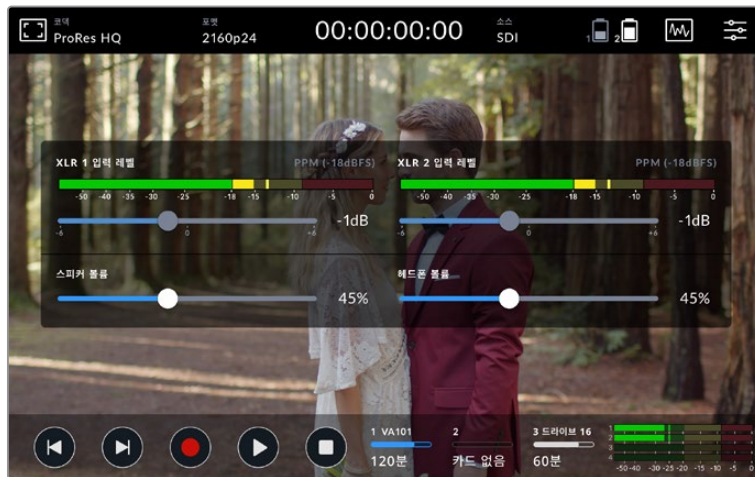 코덱 포맷 00:00:00:00 소스
ProRes HQ 2160p24 SDI 1 2
XLR 1 입력 레벨 PPM (-18dBFS) XLR 2 입력 레벨 PPM (-18dBFS)
-50 -40 -35 -30 -25 -18 -15 -10 -5 0 -50 -40 -35 -30 -25 -18 -15 -10 -5 0
-1dB -1dB
-6 0 +6 -6 0 +6
스피커 볼륨 헤드폰 볼륨
45% 45%
1 VA101 2 3 드라이브 16
120분 카드 없음 60분
1
2
3
4
-50 -40 -30 -25 -20 -15 -10 -5 0